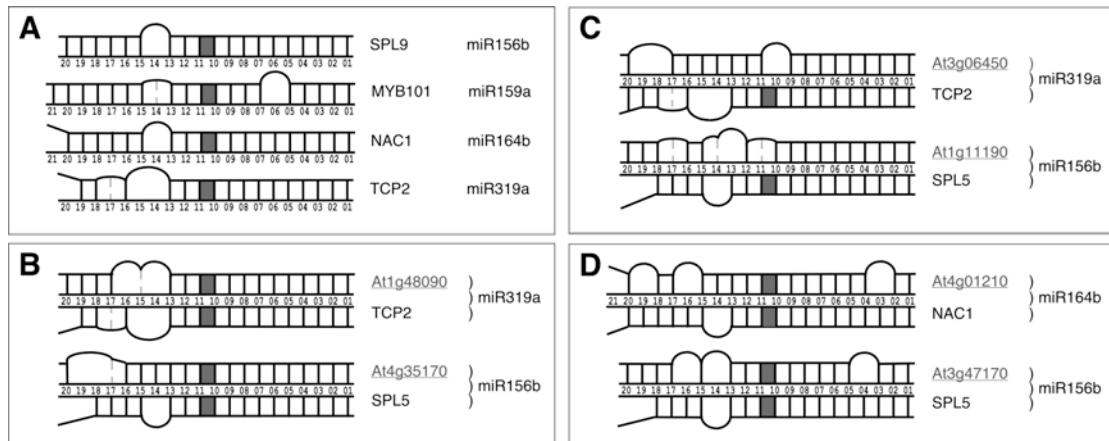 A
SPL9 miR156b
20 19 18 17 16 15 14 13 12 11 10 09 08 07 06 05 04 03 02 01
MYB101 miR159a
21 20 19 18 17 16 15 14 13 12 11 10 09 08 07 06 05 04 03 02 01
NAC1 miR164b
21 20 19 18 17 16 15 14 13 12 11 10 09 08 07 06 05 04 03 02 01
TCP2 miR319a
20 19 18 17 16 15 14 13 12 11 10 09 08 07 06 05 04 03 02 01
B
At1g48090
20 19 18 17 16 15 14 13 12 11 10 09 08 07 06 05 04 03 02 01
miR319a
TCP2
At4g35170
20 19 18 17 16 15 14 13 12 11 10 09 08 07 06 05 04 03 02 01
miR156b
SPL5
C
At3g06450
20 19 18 17 16 15 14 13 12 11 10 09 08 07 06 05 04 03 02 01
miR319a
TCP2
At1g11190
20 19 18 17 16 15 14 13 12 11 10 09 08 07 06 05 04 03 02 01
miR156b
SPL5
D
At4g01210
21 20 19 18 17 16 15 14 13 12 11 10 09 08 07 06 05 04 03 02 01
miR164b
NAC1
At3g47170
20 19 18 17 16 15 14 13 12 11 10 09 08 07 06 05 04 03 02 01
miR156b
SPL5